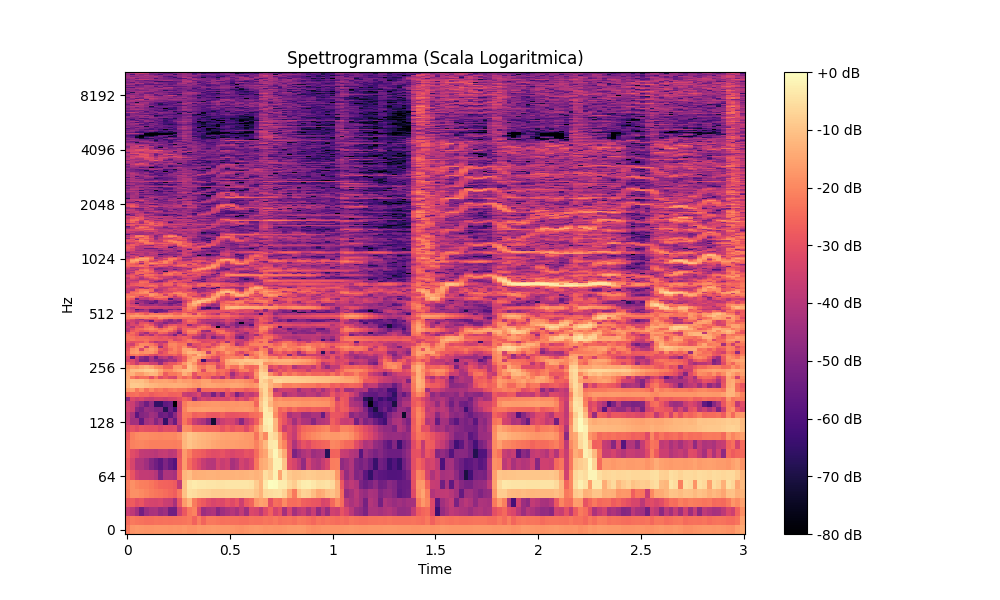 Spettrogramma (Scala Logaritmica)
8192
4096
2048
1024
512
256
128
64
0
Hz
0 0.5 1 1.5 2 2.5 3
Time
+0 dB
-10 dB
-20 dB
-30 dB
-40 dB
-50 dB
-60 dB
-70 dB
-80 dB